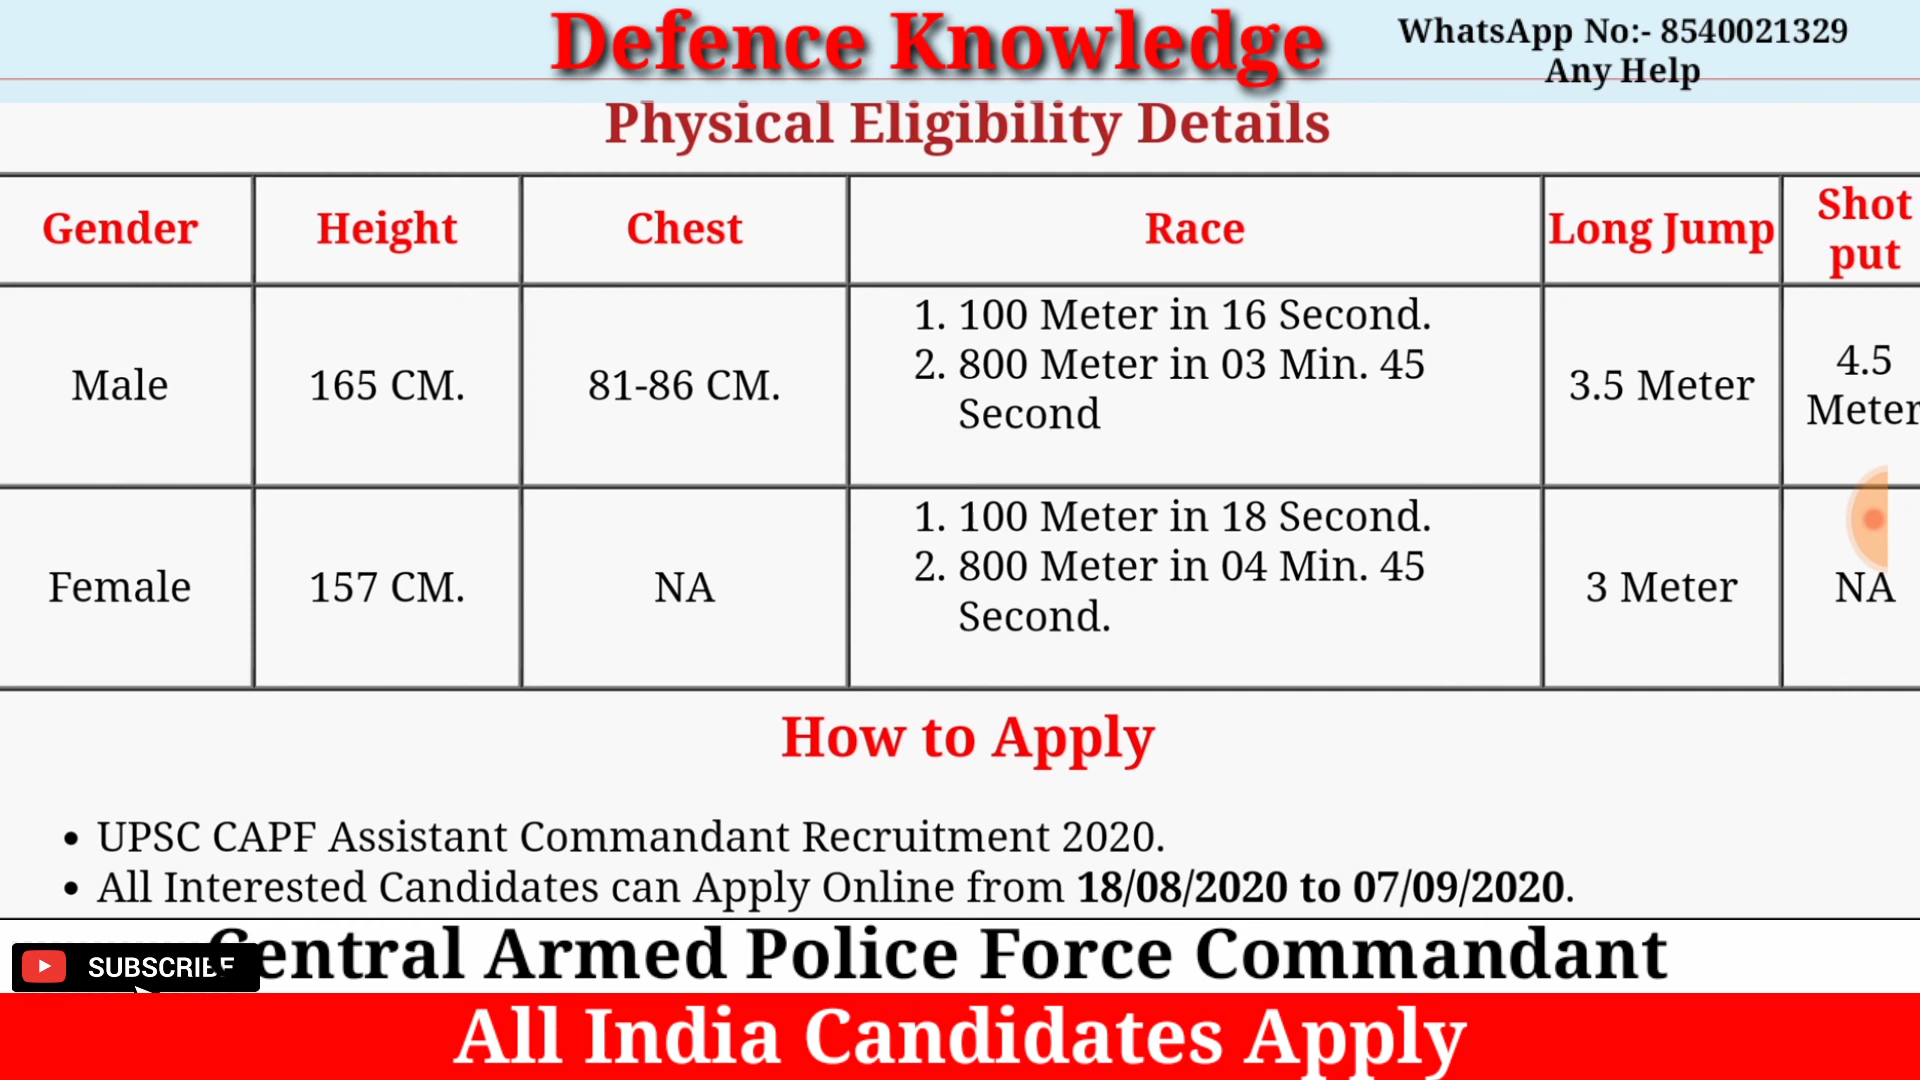 Defence Knowledge
WhatsApp No:- 8540021329
Any Help
Physical Eligibility Details
Gender
Height
Chest
Race
Long Jump
Shot
put
Male
165 CM.
81-86 CM.
1. 100 Meter in 16 Second.
2. 800 Meter in 03 Min. 45
Second
3.5 Meter
4.5
Meter
Female
157 CM.
NA
1. 100 Meter in 18 Second.
2. 800 Meter in 04 Min. 45
Second.
3 Meter
NA
How to Apply
• UPSC CAPF Assistant Commandant Recruitment 2020.
• All Interested Candidates can Apply Online from 18/08/2020 to 07/09/2020.
Central Armed Police Force Commandant
SUBSCRIBE
All India Candidates Apply